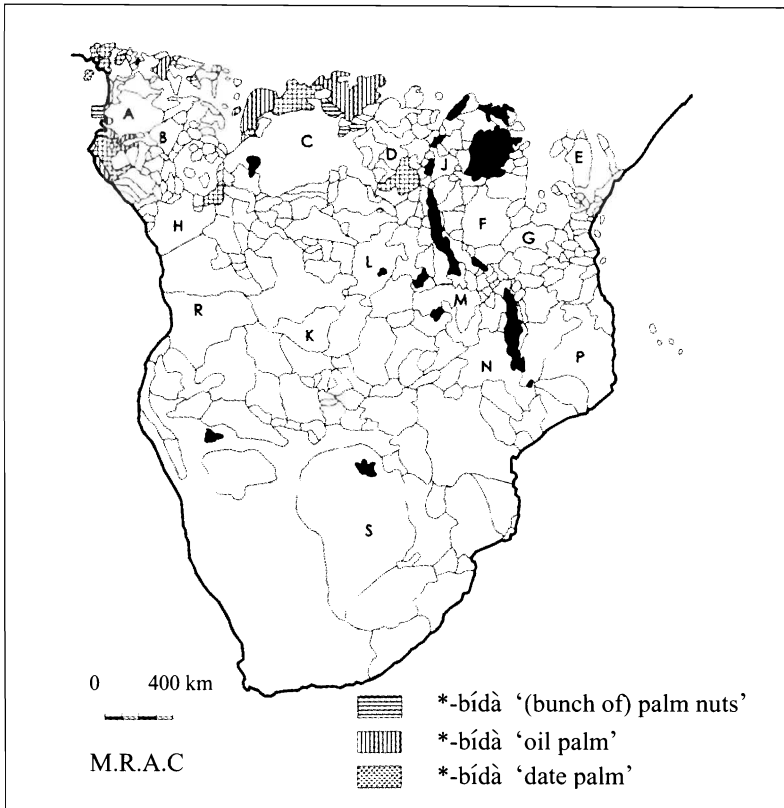 A
B
C
D
J
E
H
F
G
L
M
R
K
N
P
S
0 400 km
M.R.A.C
*-bídà ‘(bunch of) palm nuts’
*-bídà ‘oil palm’
*-bídà ‘date palm’